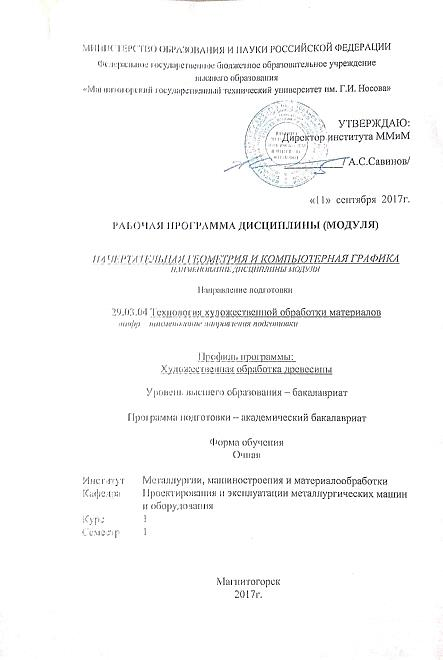 МИНИСТЕРСТВО ОБРАЗОВАНИЯ И НАУКИ РОССИЙСКОЙ ФЕДЕРАЦИИ
Федеральное государственное бюджетное образовательное учреждение
высшего образования
«Магнитогорский государственный технический университет им. Г.И. Носова»
УТВЕРЖДАЮ:
Директор института ММиМ
/ А.С.Савинов/
«11» сентября 2017г.
РАБОЧАЯ ПРОГРАММА ДИСЦИПЛИНЫ (МОДУЛЯ)
НАЧЕРТАТЕЛЬНАЯ ГЕОМЕТРИЯ И КОМПЬЮТЕРНАЯ ГРАФИКА
НАИМЕНОВАНИЕ ДИСЦИПЛИНЫ МОДУЛЯ
Направление подготовки
29.03.04 Технология художественной обработки материалов
шифр наименование направления подготовки
Профиль программы:
Художественная обработка древесины
Уровень высшего образования – бакалавриат
Программа подготовки – академический бакалавриат
Форма обучения
Очная
Институт Металлургии, машиностроения и материалообработки
Кафедра Проектирования и эксплуатации металлургических машин
и оборудования
Курс 1
Семестр 1
Магнитогорск
2017г.